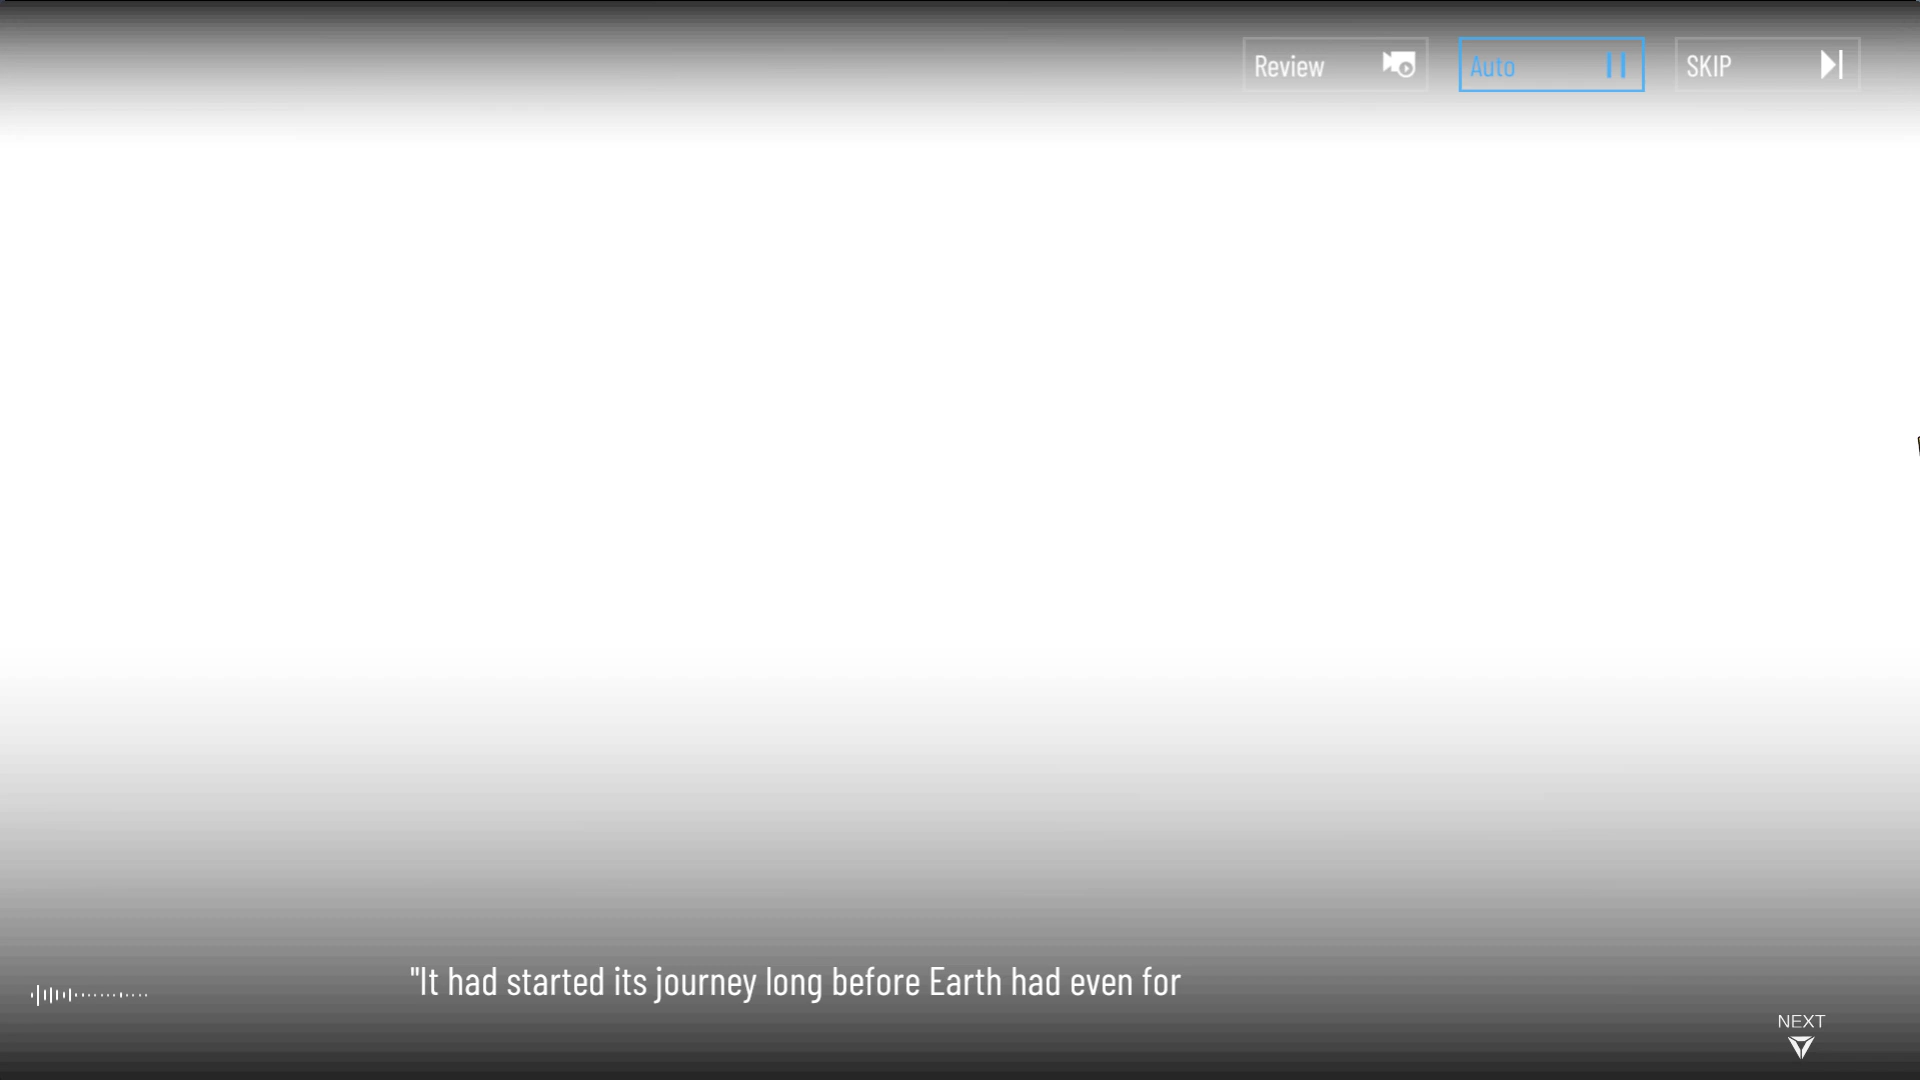 Review
Auto
SKIP
"It had started its journey long before Earth had even for
NEXT